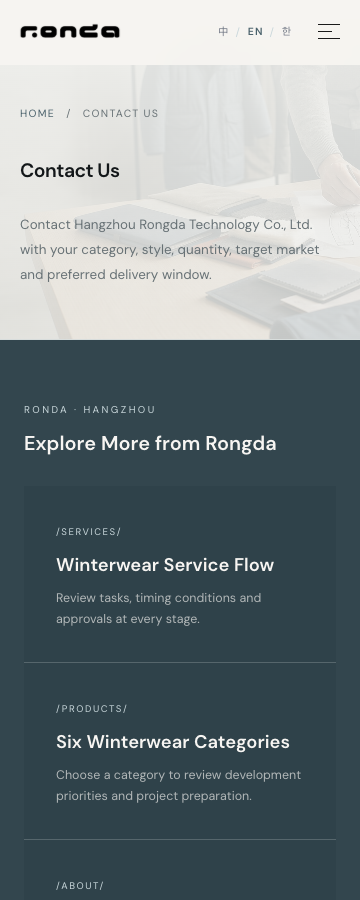 ronda
中 / EN / 한
HOME / CONTACT US
Contact Us
Contact Hangzhou Rongda Technology Co., Ltd.
with your category, style, quantity, target market
and preferred delivery window.
RONDA · HANGZHOU
Explore More from Rongda
/SERVICES/
Winterwear Service Flow
Review tasks, timing conditions and
approvals at every stage.
/PRODUCTS/
Six Winterwear Categories
Choose a category to review development
priorities and project preparation.
/ABOUT/